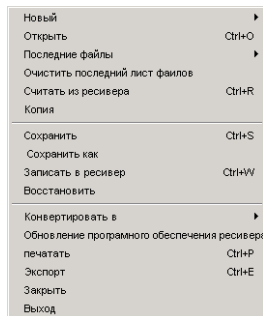 Новый
Открыть Ctrl+O
Последние файлы
Очистить последний лист фаилов
Считать из ресивера Ctrl+R
Копия
Сохранить Ctrl+S
Сохранить как
Записать в ресивер Ctrl+W
Восстановить
Конвертировать в
Обновление програмного обеспечения ресивера
печатать Ctrl+P
Экспорт Ctrl+E
Закрыть
Выход